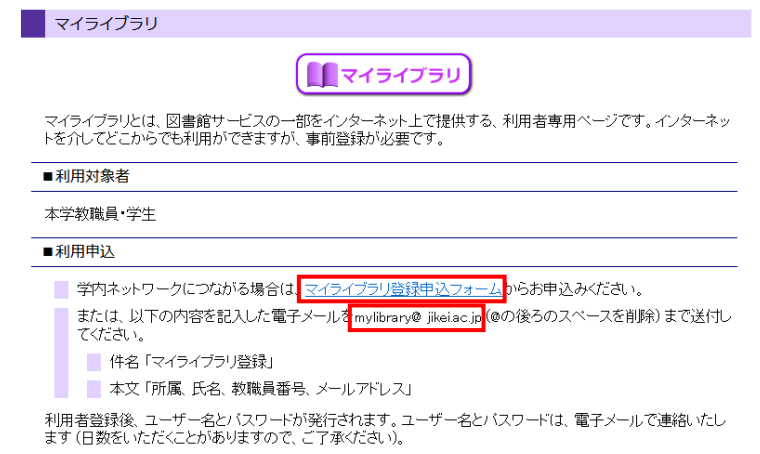 マイライブラリ
マイライブラリ
マイライブラリとは、図書館サービスの一部をインターネット上で提供する、利用者専用ページです。インターネッ
トを介してどこからでも利用ができますが、事前登録が必要です。
■利用対象者
本学教職員・学生
■利用申込
学内ネットワークにつながる場合は、マイライブラリ登録申込フォームからお申込みください。
または、以下の内容を記入した電子メールをmylibrary@ jikei.ac.jp(@の後ろのスペースを削除)まで送付し
てください。
件名「マイライブラリ登録」
本文「所属、氏名、教職員番号、メールアドレス」
利用者登録後、ユーザー名とパスワードが発行されます。ユーザー名とパスワードは、電子メールで連絡いたし
ます(日数をいただくことがありますので、ご了承ください)。